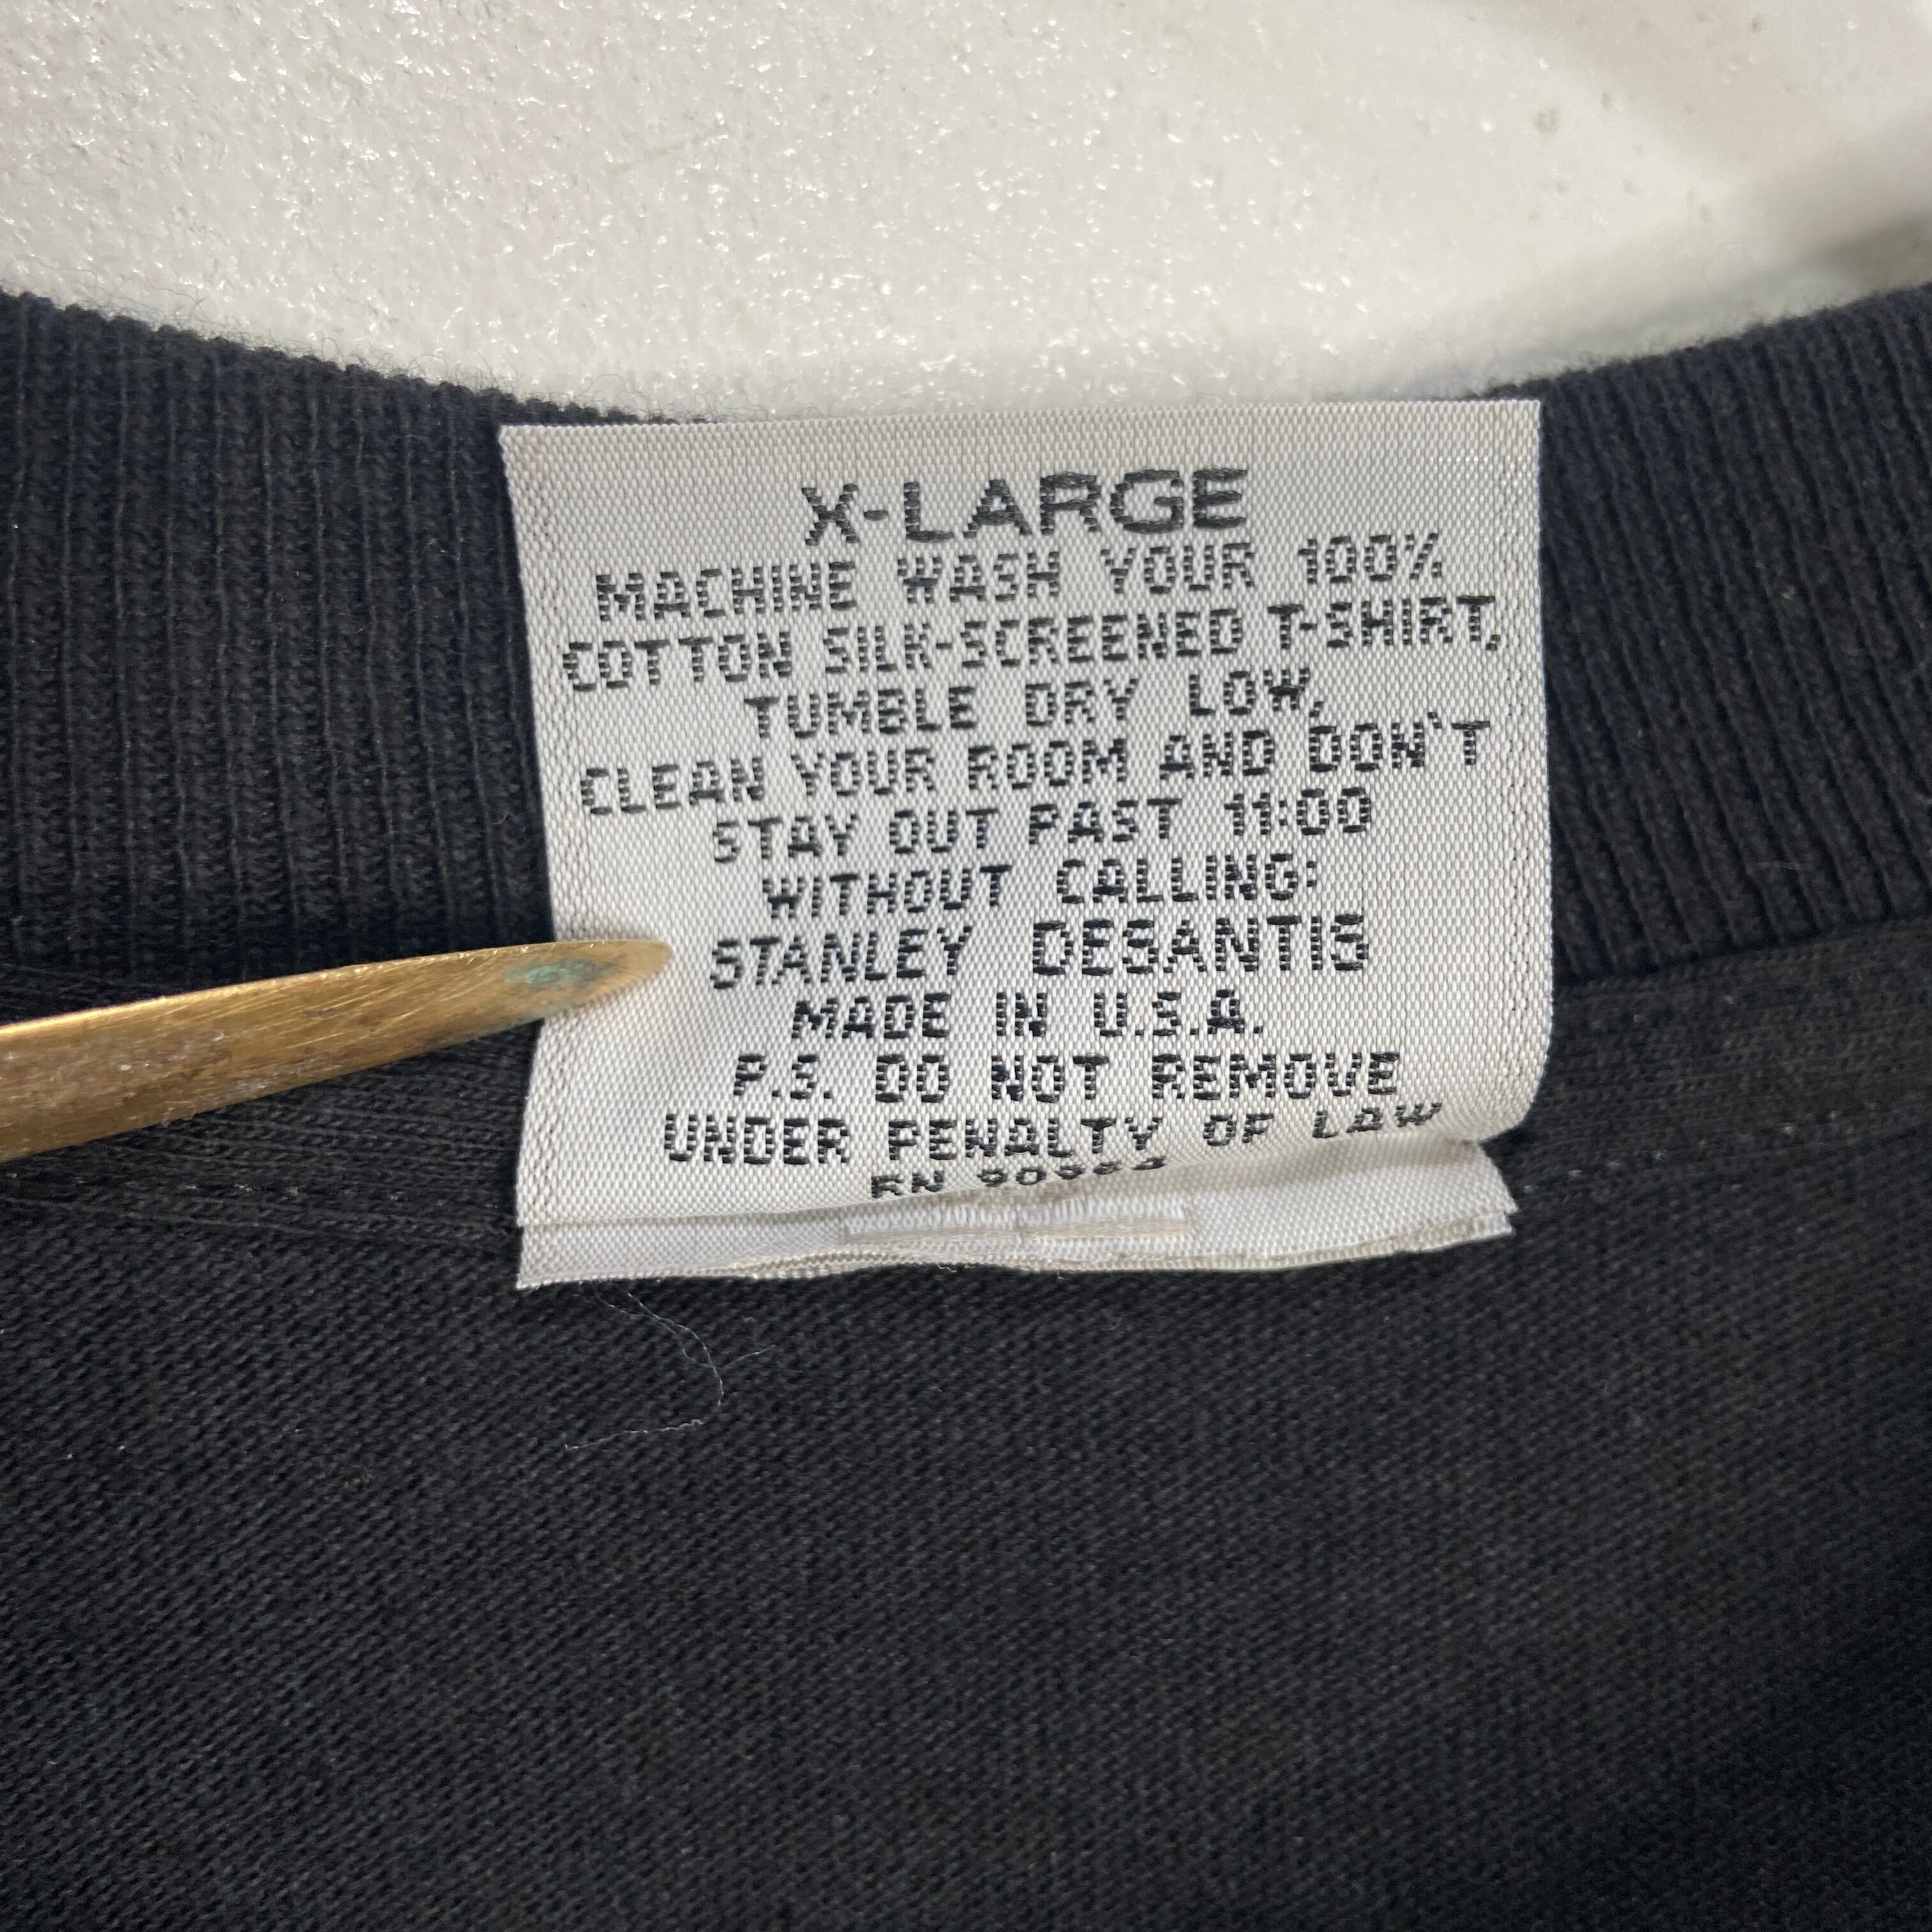 X-LARGE
MACHINE WASH YOUR 100%
COTTON SILK-SCREENED T-SHIRT,
TUMBLE DRY LOW,
CLEAN YOUR ROOM AND DON'T
STAY OUT PAST 11:00
WITHOUT CALLING:
STANLEY DESANTIS
MADE IN U.S.A.
P.S. DO NOT REMOVE
UNDER PENALTY OF LAW
RN